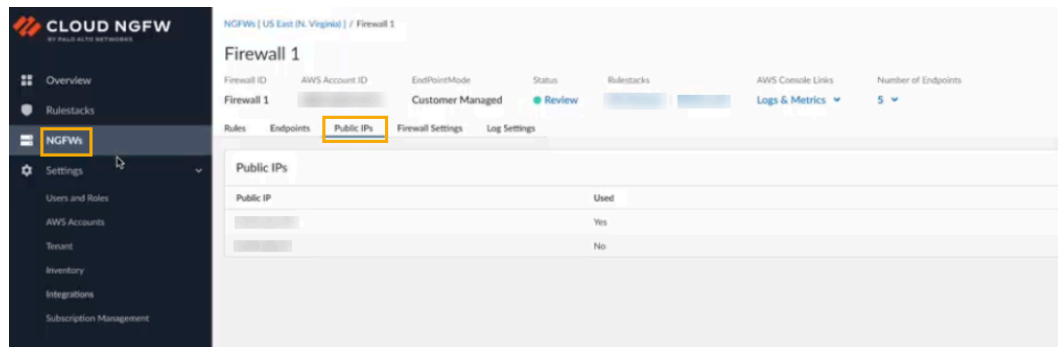 CLOUD NGFW
BY PALO ALTO NETWORKS
Overview
Rulestacks
NGFWs
Settings
Users and Roles
AWS Accounts
Tenant
Inventory
Integrations
Subscription Management
NGFWs [ US East (N. Virginia) ] / Firewall 1
Firewall 1
Firewall ID AWS Account ID EndPointMode Status Rulestacks AWS Console Links Number of Endpoints
Firewall 1 Customer Managed Review Logs & Metrics 5
Rules Endpoints Public IPs Firewall Settings Log Settings
Public IPs
Public IP Used
Yes
No